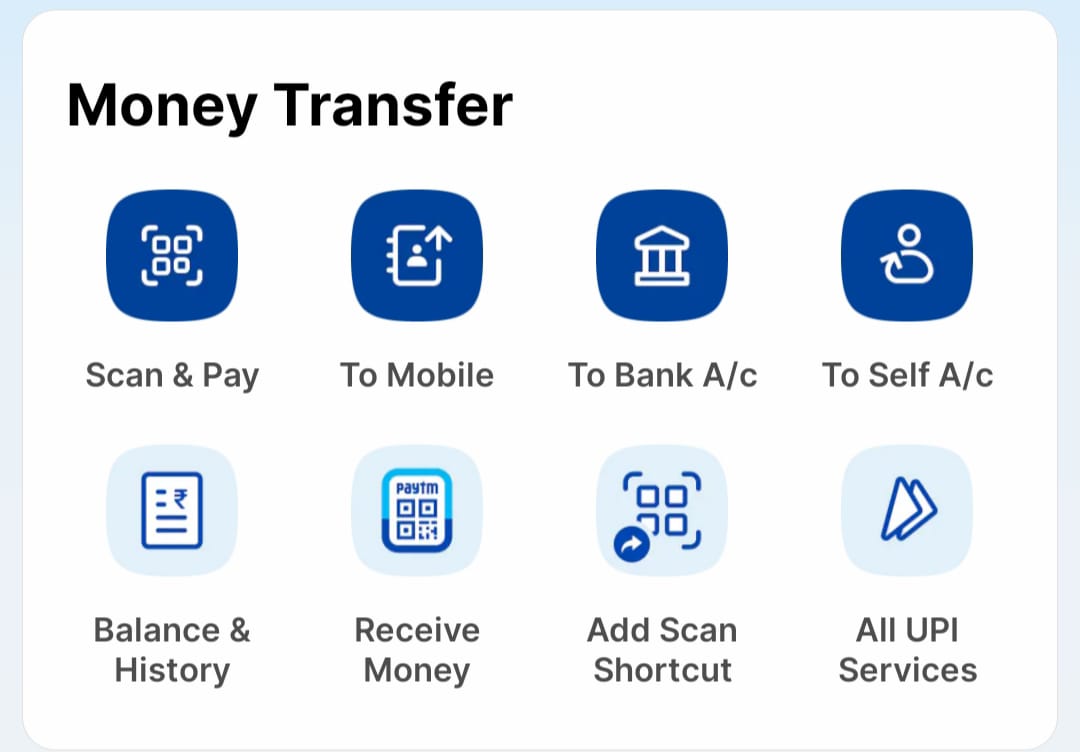 Money Transfer
Scan & Pay
To Mobile
To Bank A/c
To Self A/c
₹
paytm
Balance &
History
Receive
Money
Add Scan
Shortcut
All UPI
Services